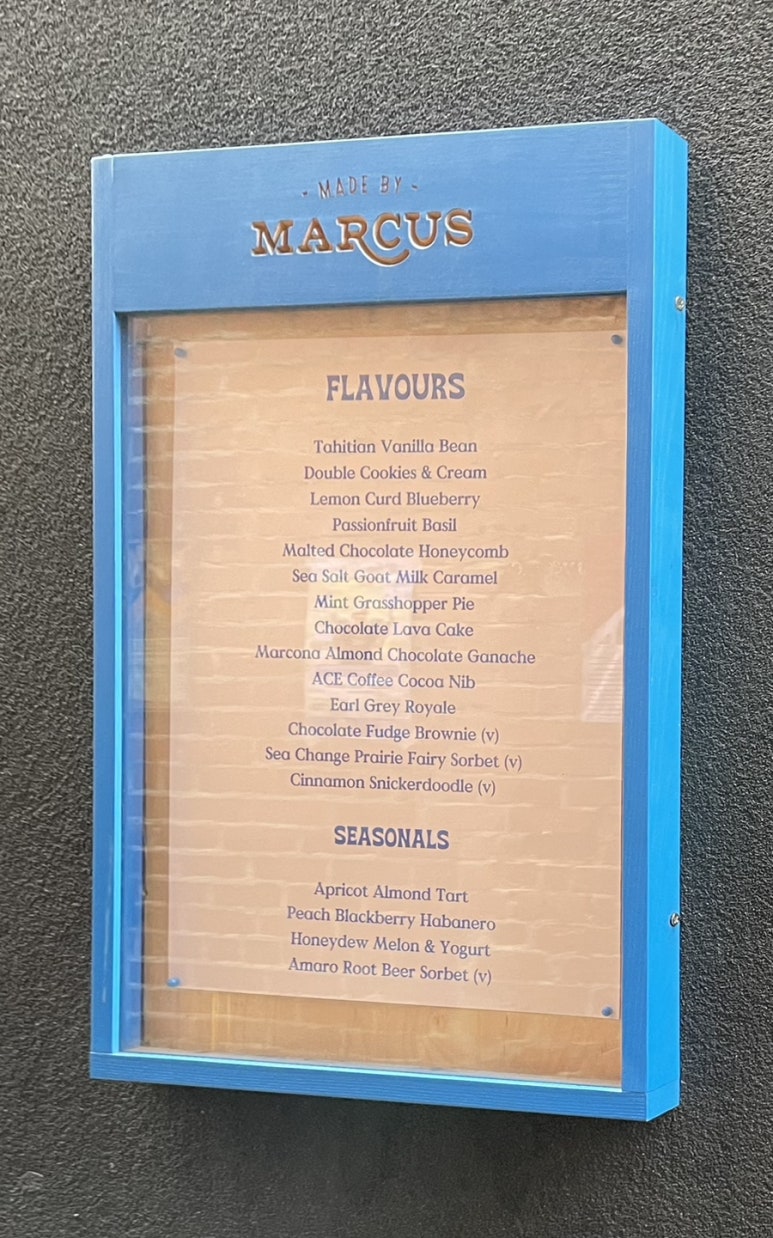 - MADE BY -
MARCUS
FLAVOURS
Tahitian Vanilla Bean
Double Cookies & Cream
Lemon Curd Blueberry
Passionfruit Basil
Malted Chocolate Honeycomb
Sea Salt Goat Milk Caramel
Mint Grasshopper Pie
Chocolate Lava Cake
Marcona Almond Chocolate Ganache
ACE Coffee Cocoa Nib
Earl Grey Royale
Chocolate Fudge Brownie (v)
Sea Change Prairie Fairy Sorbet (v)
Cinnamon Snickerdoodle (v)
SEASONALS
Apricot Almond Tart
Peach Blackberry Habanero
Honeydew Melon & Yogurt
Amaro Root Beer Sorbet (v)